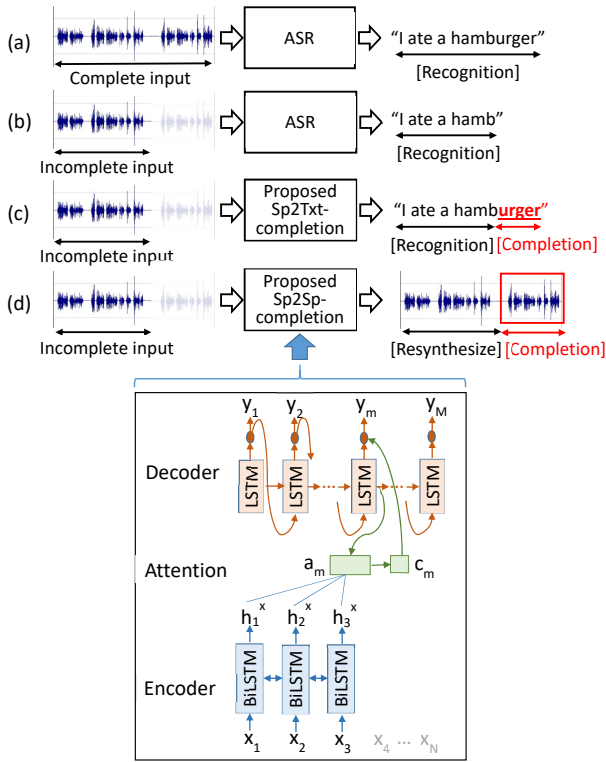 (a) ASR "I ate a hamburger"
Complete input [Recognition]
(b) ASR "I ate a hamb"
Incomplete input [Recognition]
(c) Proposed Sp2Txt-completion "I ate a hamburger"
Incomplete input [Recognition] [Completion]
(d) Proposed Sp2Sp-completion
Incomplete input [Resynthesize] [Completion]
y1 y2 ym yM
Decoder LSTM LSTM LSTM LSTM
Attention am cm
h1x h2x h3x
Encoder BiLSTM BiLSTM BiLSTM
x1 x2 x3 x4 ... xN